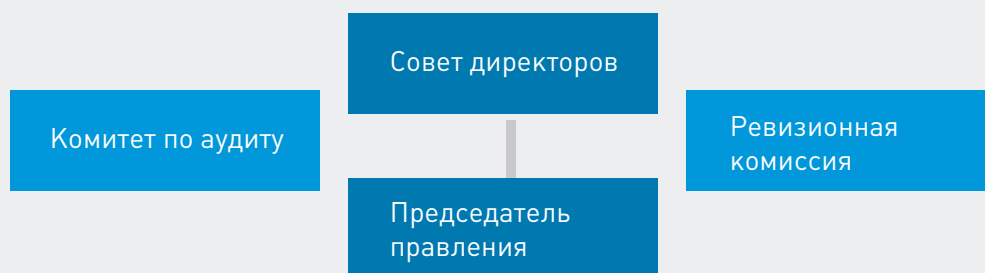 Совет директоров
Комитет по аудиту
Ревизионная
комиссия
Председатель
правления